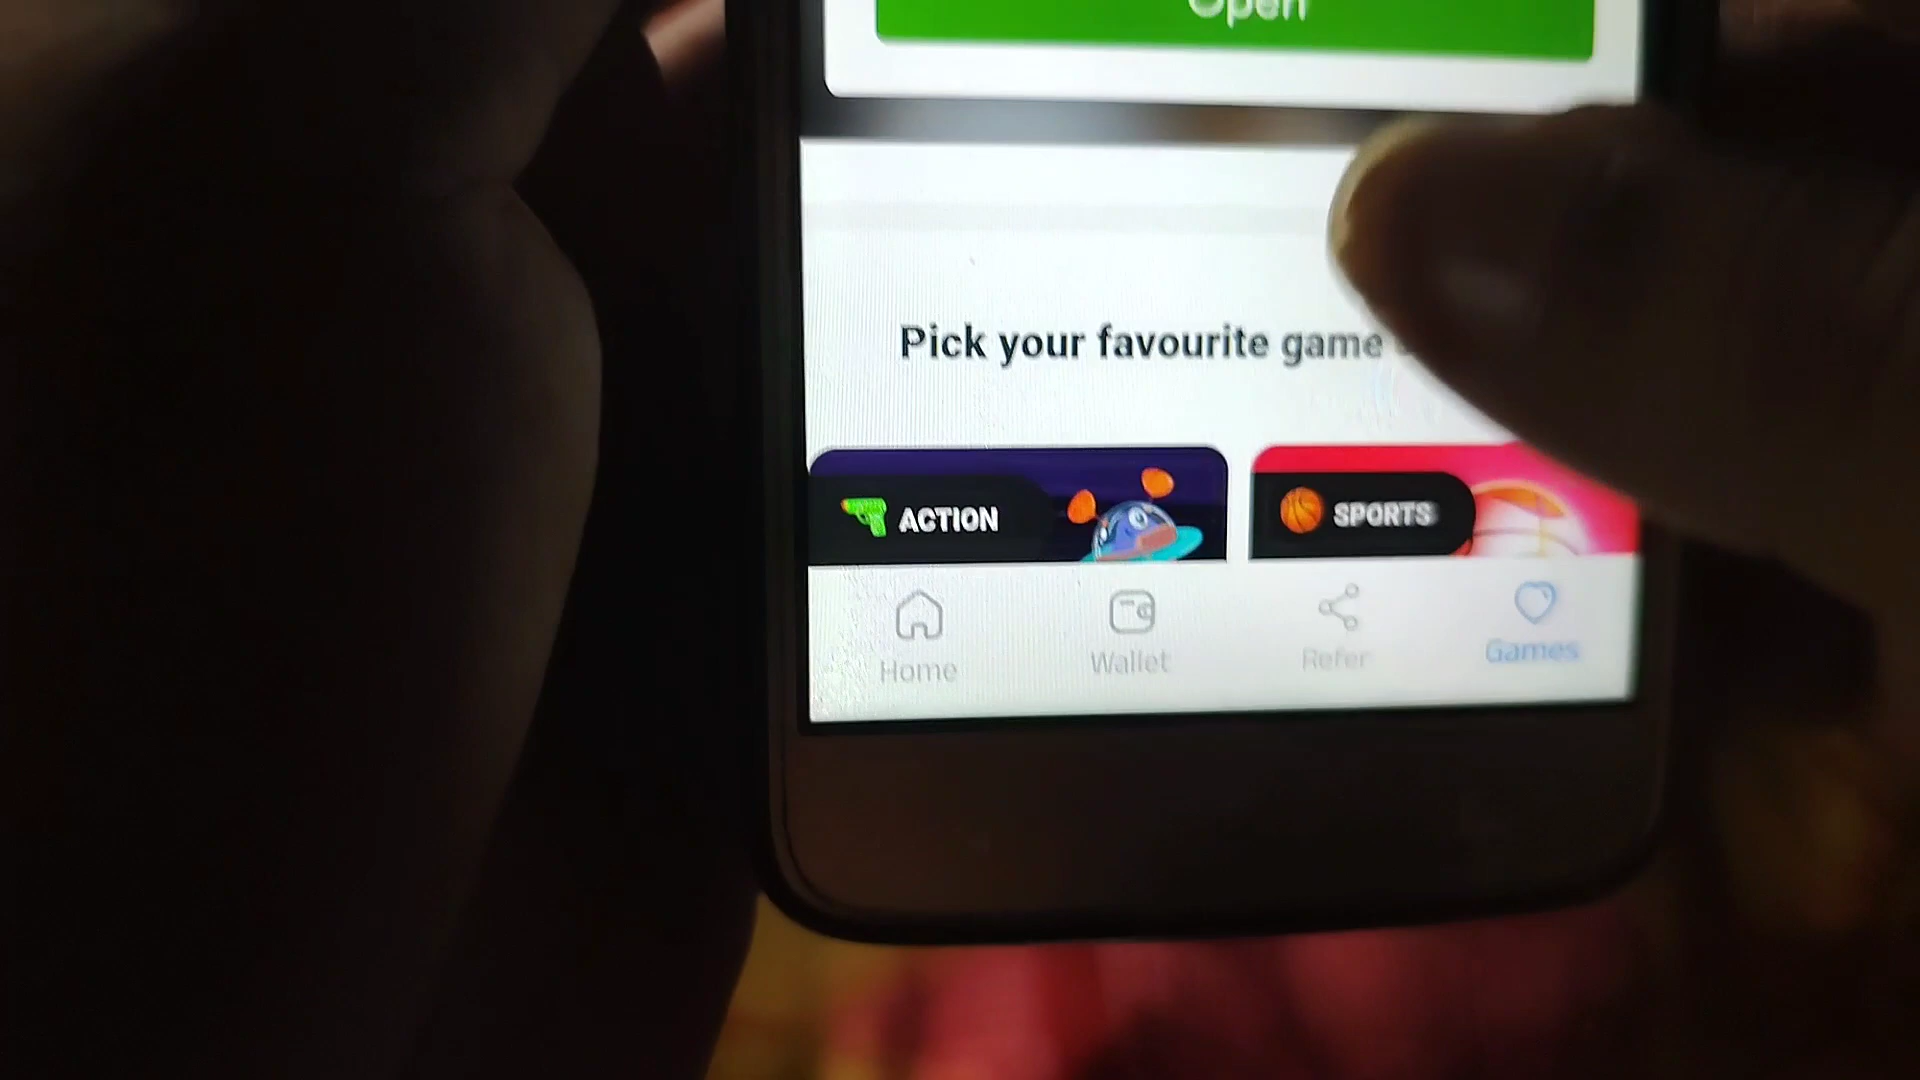 Open
Pick your favourite game
ACTION
SPORTS
Home
Wallet
Refer
Games